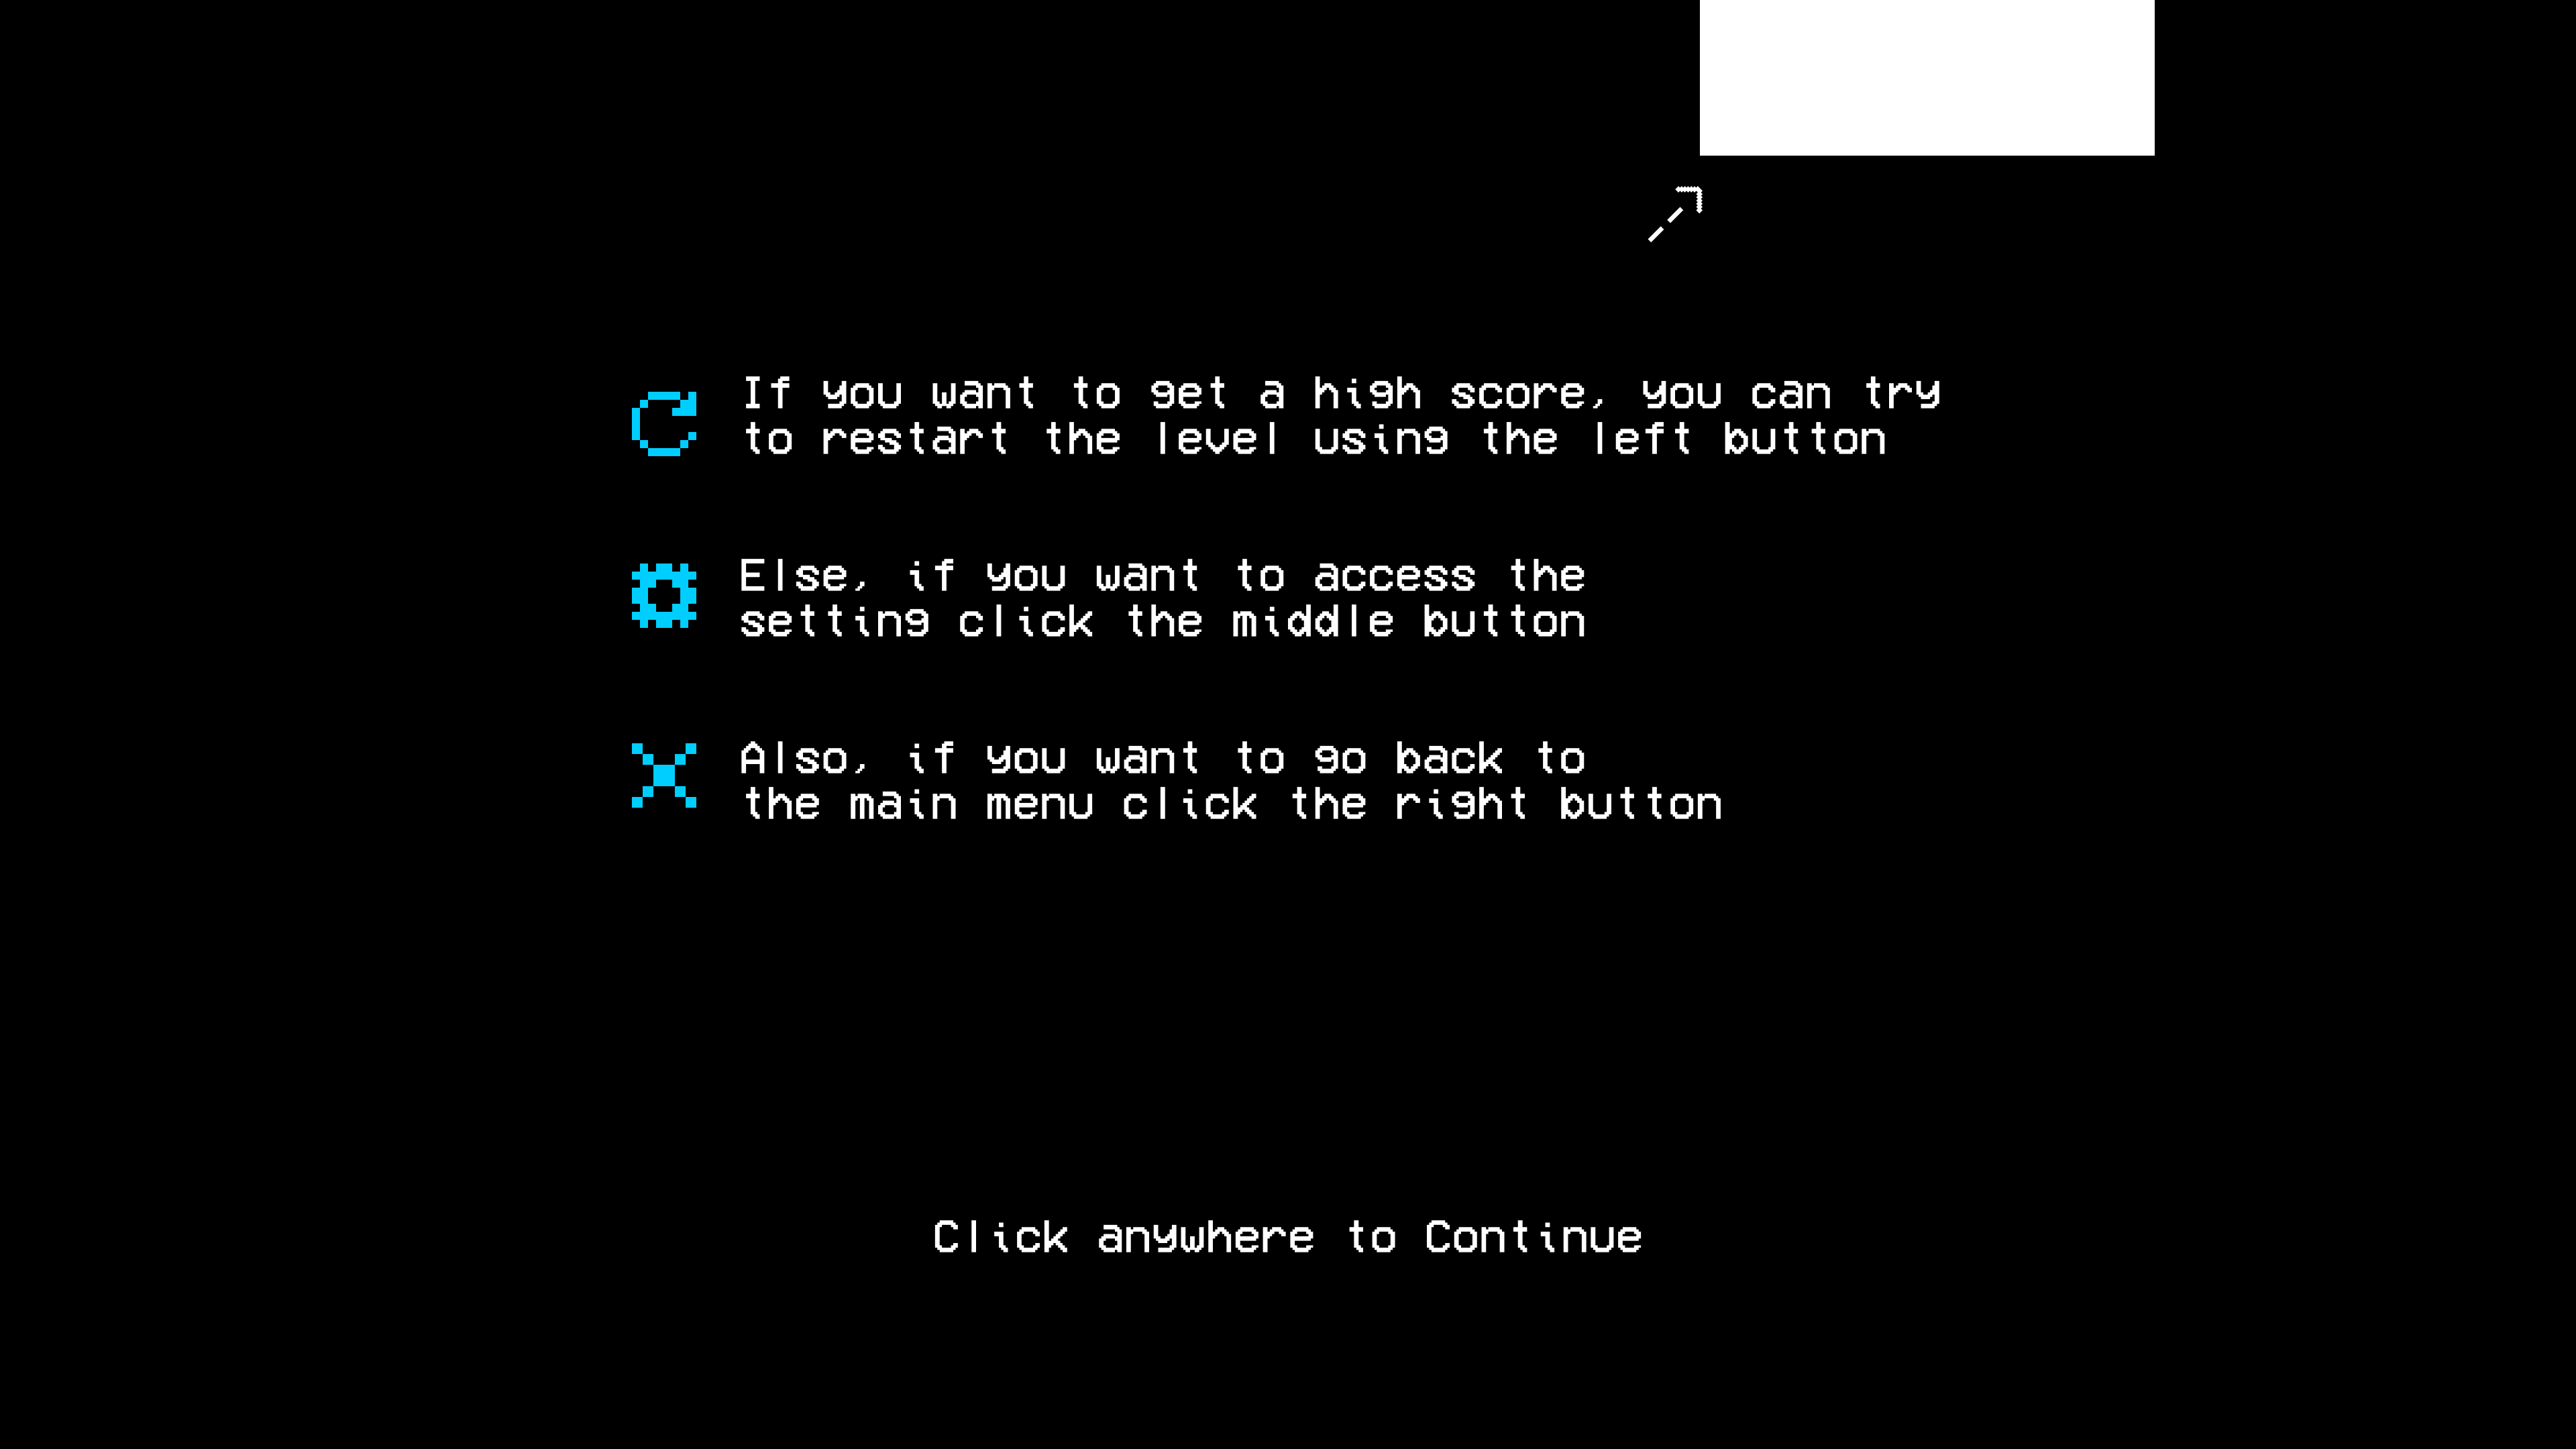 If you want to get a high score, you can try
to restart the level using the left button
Else, if you want to access the
setting click the middle button
Also, if you want to go back to
the main menu click the right button
Click anywhere to Continue